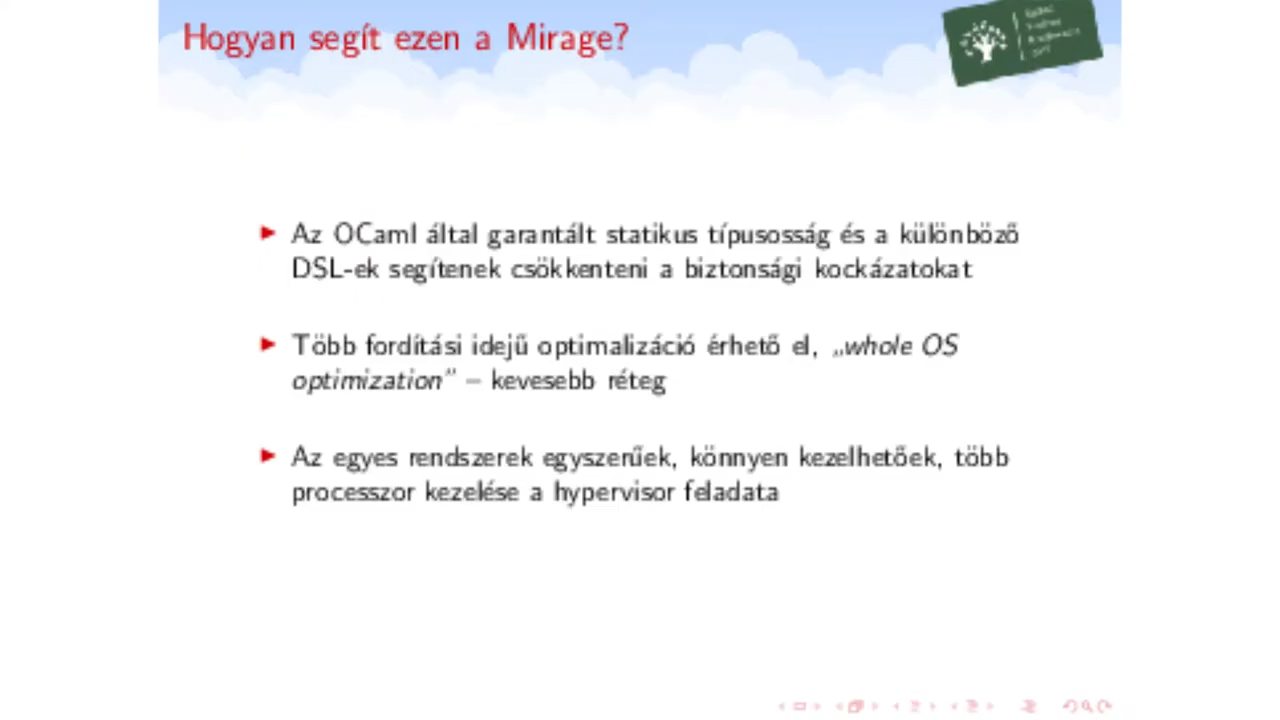 Hogyan segít ezen a Mirage?
Az OCaml által garantált statikus típusosság és a különböző
DSL-ek segítenek csökkenteni a biztonsági kockázatokat
Több fordítási idejű optimalizáció érhető el, „whole OS
optimization” – kevesebb réteg
Az egyes rendszerek egyszerűek, könnyen kezelhetőek, több
processzor kezelése a hypervisor feladata